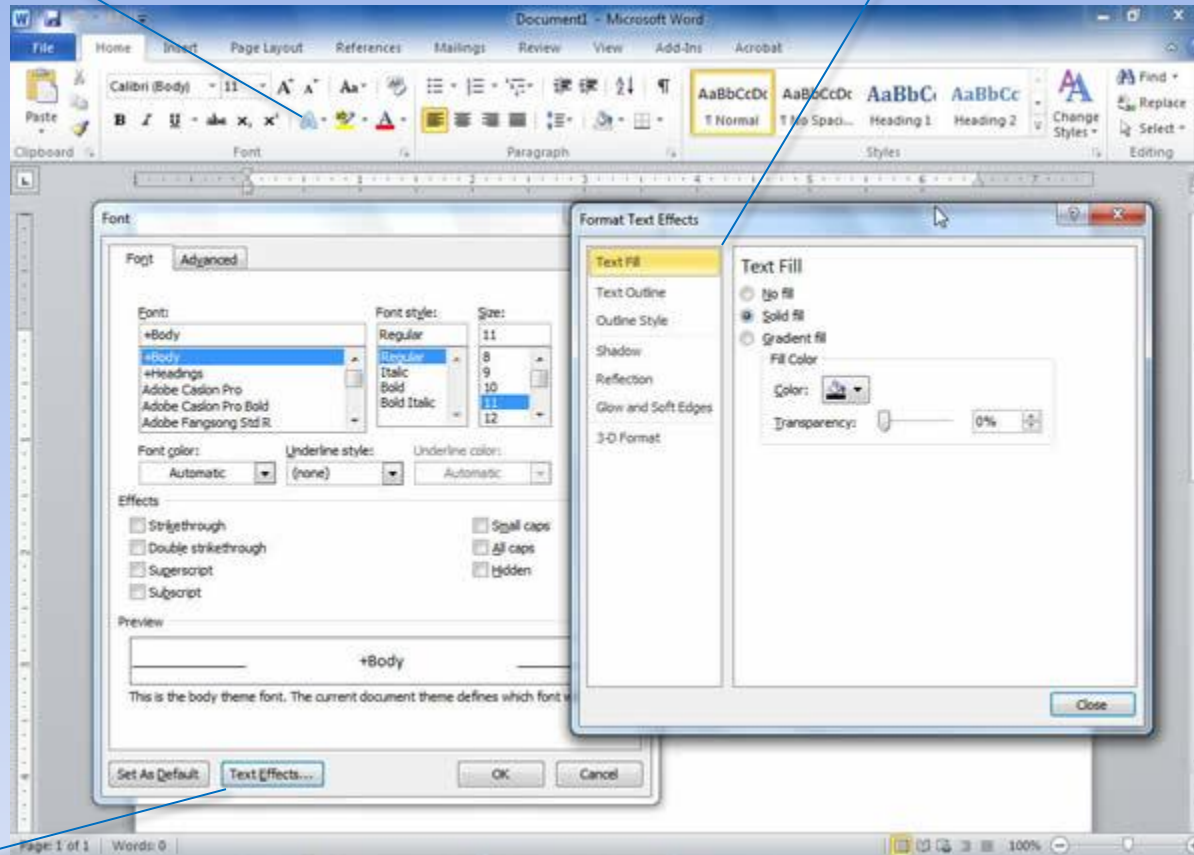 Document1 - Microsoft Word
File Home Insert Page Layout References Mailings Review View Add-Ins Acrobat
Calibri (Body) 11 Aa
AaBbCcDc AaBbCcDc AaBbC AaBbCc
Find
Replace
Select
Paste
B I U abc
¶ Normal ¶ No Spaci... Heading 1 Heading 2
Change Styles
Clipboard Font Paragraph Styles Editing
Font
Font Advanced
Font: Font style: Size:
+Body Regular 11
+Body Regular 8
+Headings Italic 9
Adobe Caslon Pro Bold 10
Adobe Caslon Pro Bold Bold Italic 11
Adobe Fangsong Std R 12
Font color: Underline style: Underline color:
Automatic (none) Automatic
Effects
Strikethrough Small caps
Double strikethrough All caps
Superscript Hidden
Subscript
Preview
+Body
This is the body theme font. The current document theme defines which font
Set As Default Text Effects... OK Cancel
Format Text Effects
Text Fill
Text Outline
Outline Style
Shadow
Reflection
Glow and Soft Edges
3-D Format
Text Fill
No fill
Solid fill
Gradient fill
Fill Color
Color:
Transparency: 0%
Close
Page: 1 of 1 Words: 0 100%